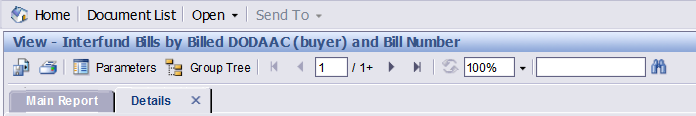 Home Document List Open Send To
View - Interfund Bills by Billed DODAAC (buyer) and Bill Number
Parameters Group Tree 1 / 1+ 100%
Main Report Details X